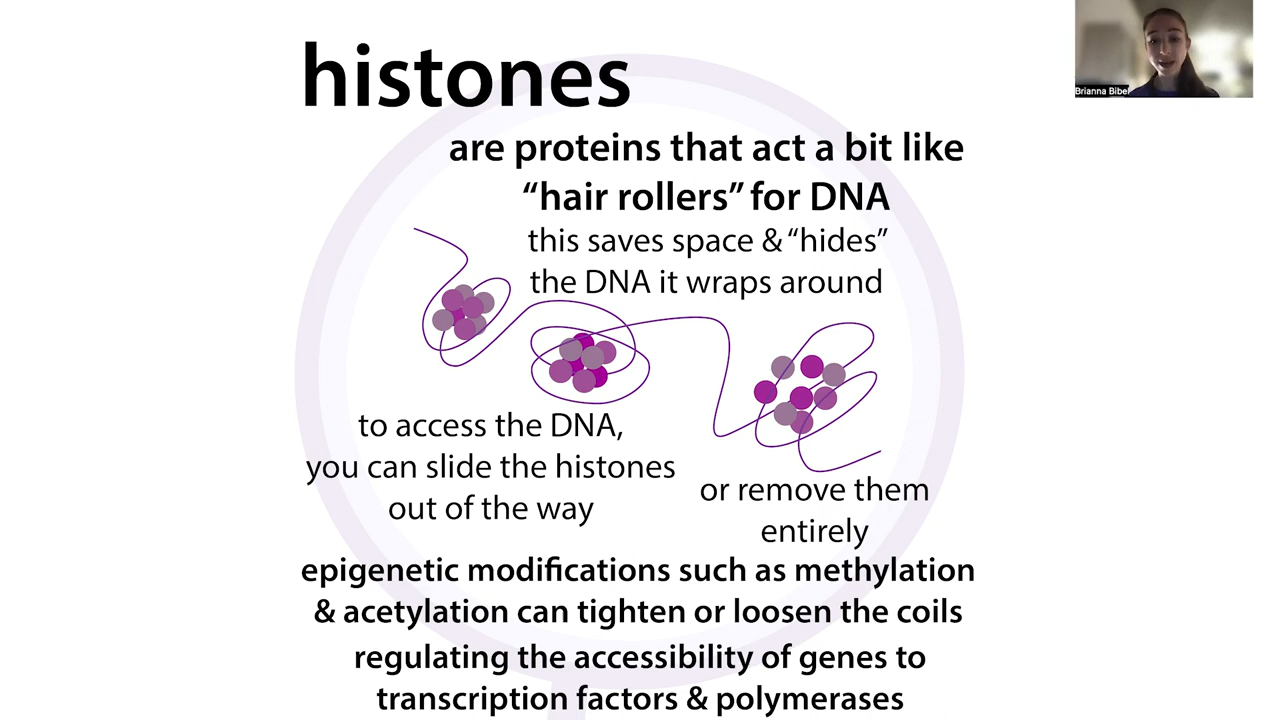 histones
Brianna Bibel
are proteins that act a bit like
“hair rollers” for DNA
this saves space & “hides”
the DNA it wraps around
to access the DNA,
you can slide the histones
out of the way
or remove them
entirely
epigenetic modifications such as methylation
& acetylation can tighten or loosen the coils
regulating the accessibility of genes to
transcription factors & polymerases